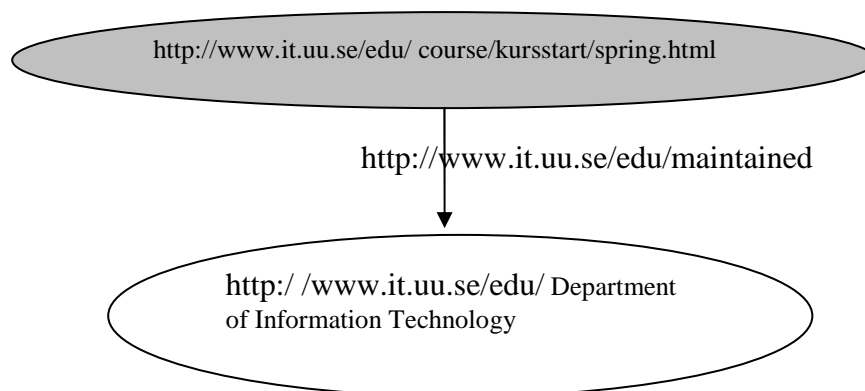 http://www.it.uu.se/edu/ course/kursstart/spring.html
http://www.it.uu.se/edu/maintained
http:/ /www.it.uu.se/edu/ Department
of Information Technology